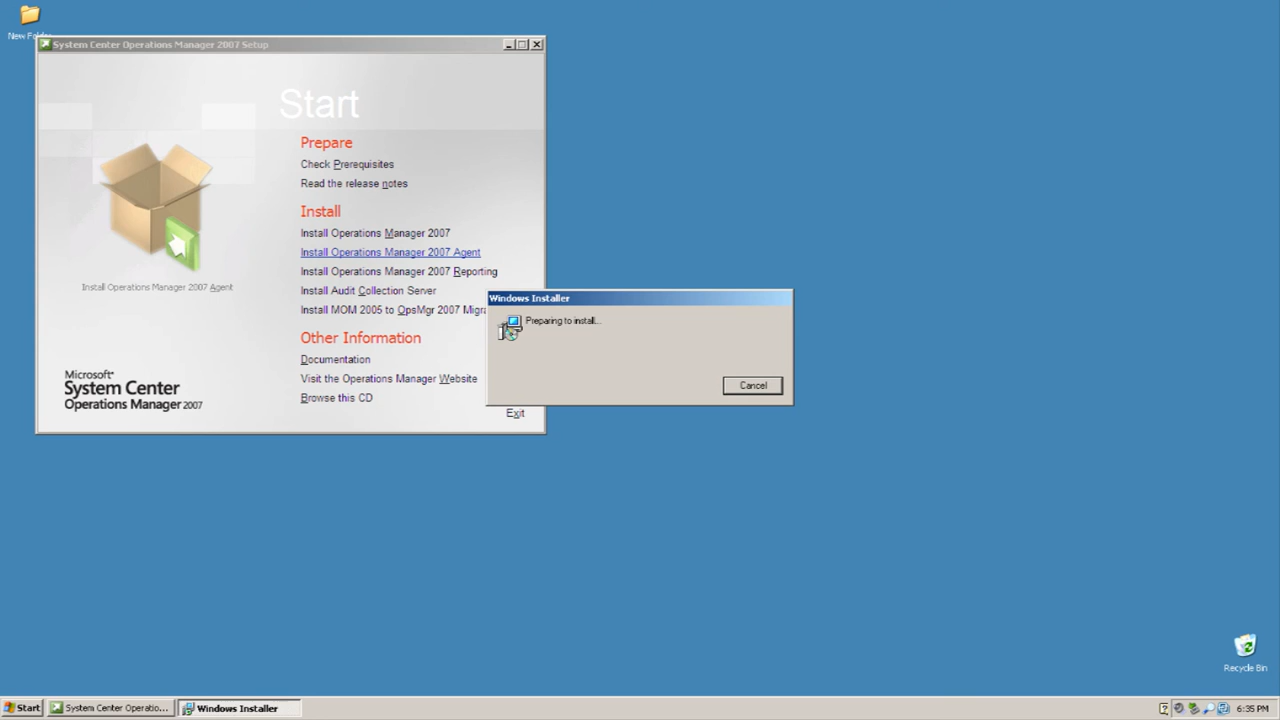 New Folder
System Center Operations Manager 2007 Setup
Start
Prepare
Check Prerequisites
Read the release notes
Install
Install Operations Manager 2007
Install Operations Manager 2007 Agent
Install Operations Manager 2007 Reporting
Install Audit Collection Server
Install MOM 2005 to OpsMgr 2007 Migra
Install Operations Manager 2007 Agent
Other Information
Documentation
Visit the Operations Manager Website
Browse this CD
Exit
Microsoft®
System Center
Operations Manager 2007
Windows Installer
Preparing to install...
Cancel
Recycle Bin
Start
System Center Operatio...
Windows Installer
6:35 PM